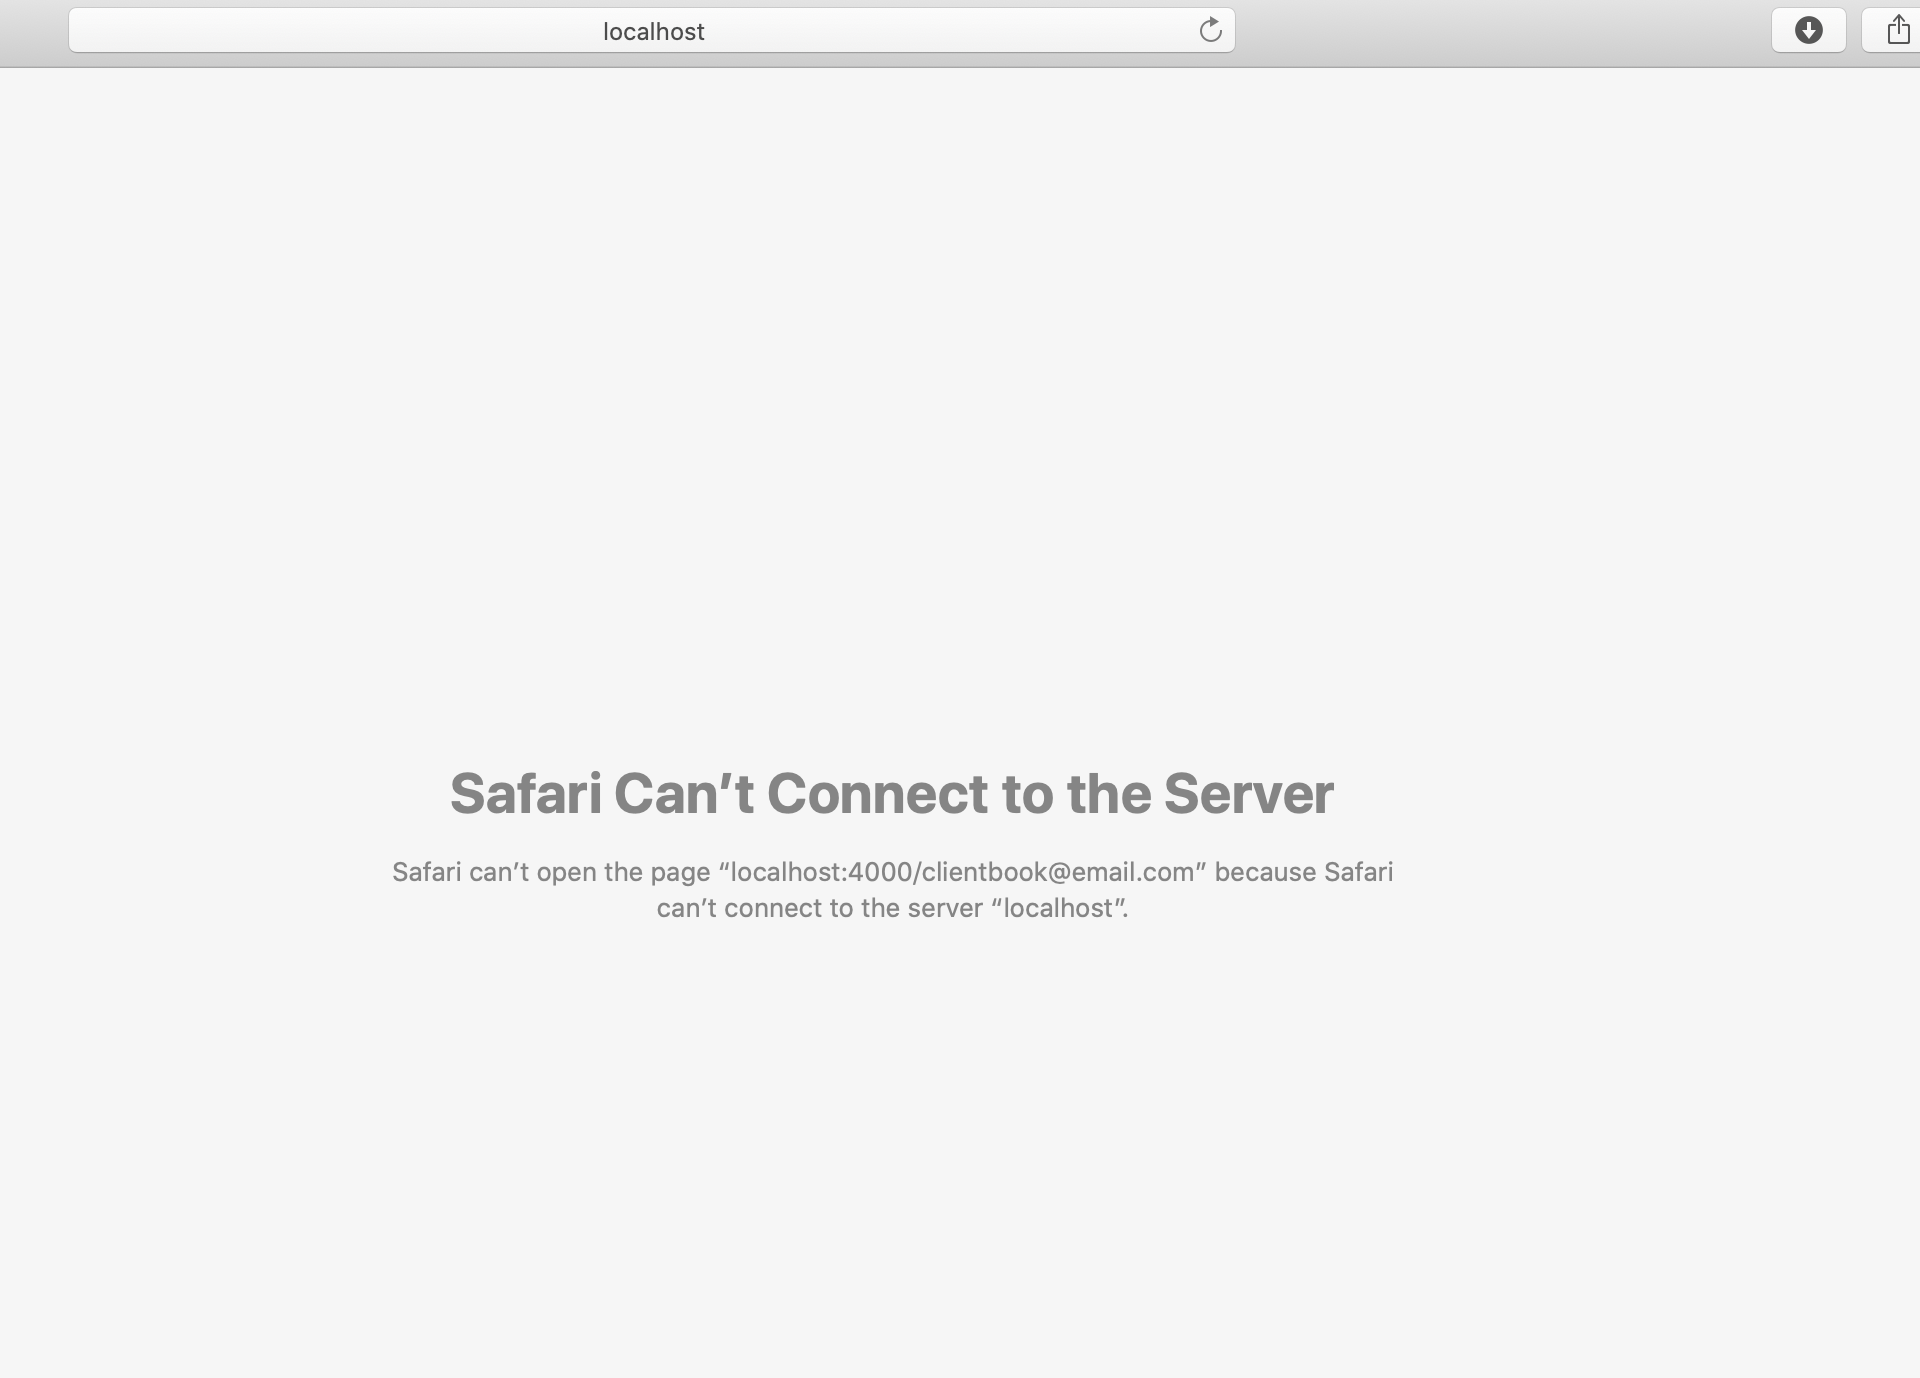 localhost
Safari Can’t Connect to the Server
Safari can’t open the page “localhost:4000/clientbook@email.com” because Safari
can’t connect to the server “localhost”.